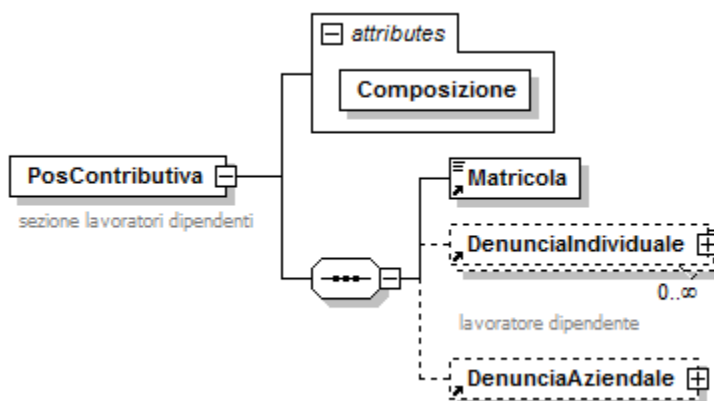 attributes
Composizione
PosContributiva
sezione lavoratori dipendenti
Matricola
DenunciaIndividuale
0..∞
lavoratore dipendente
DenunciaAziendale